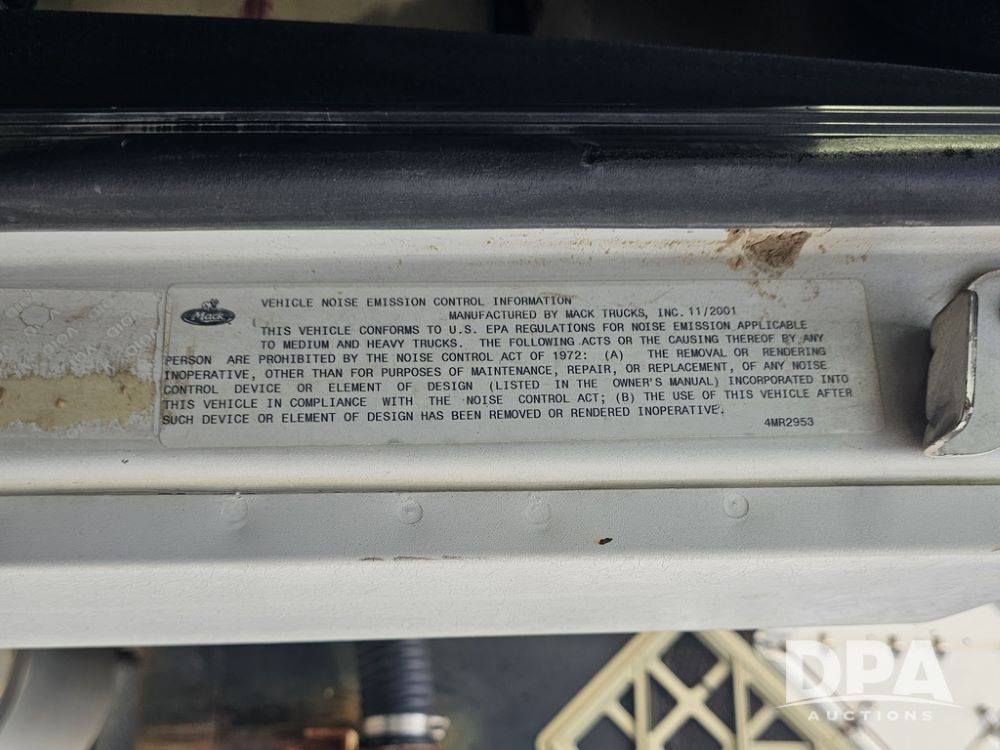 VEHICLE NOISE EMISSION CONTROL INFORMATION
Mack
MANUFACTURED BY MACK TRUCKS, INC. 11/2001
THIS VEHICLE CONFORMS TO U.S. EPA REGULATIONS FOR NOISE EMISSION APPLICABLE
TO MEDIUM AND HEAVY TRUCKS. THE FOLLOWING ACTS OR THE CAUSING THEREOF BY ANY
PERSON ARE PROHIBITED BY THE NOISE CONTROL ACT OF 1972: (A) THE REMOVAL OR RENDERING
INOPERATIVE, OTHER THAN FOR PURPOSES OF MAINTENANCE, REPAIR, OR REPLACEMENT, OF ANY NOISE
CONTROL DEVICE OR ELEMENT OF DESIGN (LISTED IN THE OWNER'S MANUAL) INCORPORATED INTO
THIS VEHICLE IN COMPLIANCE WITH THE NOISE CONTROL ACT; (B) THE USE OF THIS VEHICLE AFTER
SUCH DEVICE OR ELEMENT OF DESIGN HAS BEEN REMOVED OR RENDERED INOPERATIVE.
4MR2953
DPA
AUCTIONS